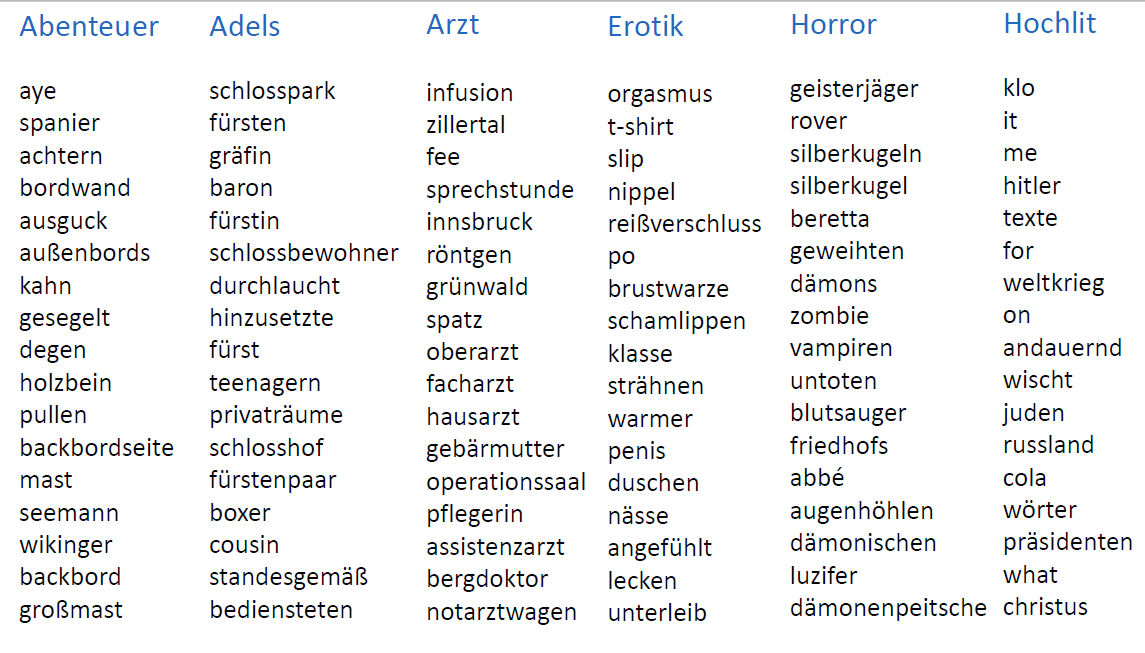 Abenteuer Adels Arzt Erotik Horror Hochlit
aye schlosspark infusion orgasmus geisterjäger klo
spanier fürsten zillertal t-shirt rover it
achtern gräfin fee slip silberkugeln me
bordwand baron sprechstunde nippel silberkugel hitler
ausguck fürstin innsbruck reißverschluss beretta texte
außenbords schlossbewohner röntgen po geweihten for
kahn durchlaucht grünwald brustwarze dämons weltkrieg
gesegelt hinzusetzte spatz schamlippen zombie on
degen fürst oberarzt klasse vampiren andauernd
holzbein teenagern facharzt strähnen untoten wischt
pullen privaträume hausarzt warmer blutsauger juden
backbordseite schlosshof gebärmutter penis friedhofs russland
mast fürstenpaar operationssaal duschen abbé cola
seemann boxer pflegerin nässe augenhöhlen wörter
wikinger cousin assistenzarzt angefühlt dämonischen präsidenten
backbord standesgemäß bergdoktor lecken luzifer what
großmast bediensteten notarztwagen unterleib dämonenpeitsche christus